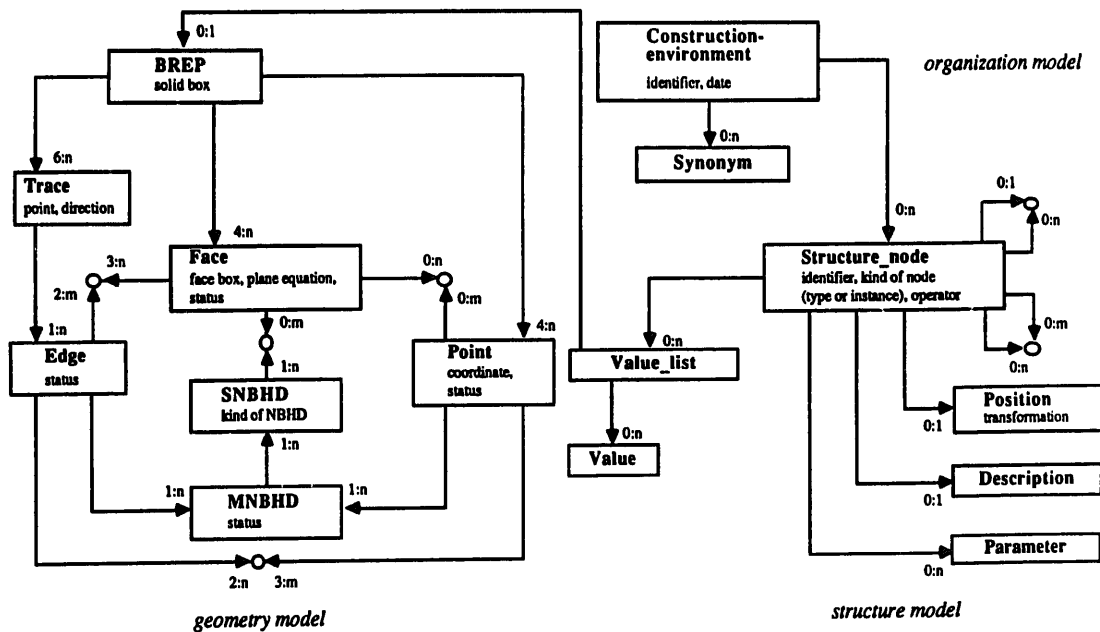 0:1
BREP
solid box
Construction-
environment
identifier, date
organization model
0:n
Synonym
6:n
Trace
point, direction
0:1
0:n
0:n
4:n
Face
face box, plane equation,
status
3:n
2:m
0:n
0:m
0:m
1:n
Structure_node
identifier, kind of node
(type or instance), operator
0:m
0:n
1:n
Edge
status
4:n
Point
coordinate,
status
0:n
Value_list
SNBHD
kind of NBHD
1:n
Position
transformation
0:1
0:n
Value
1:n
MNBHD
status
1:n
Description
0:1
Parameter
0:n
2:n
3:m
geometry model
structure model